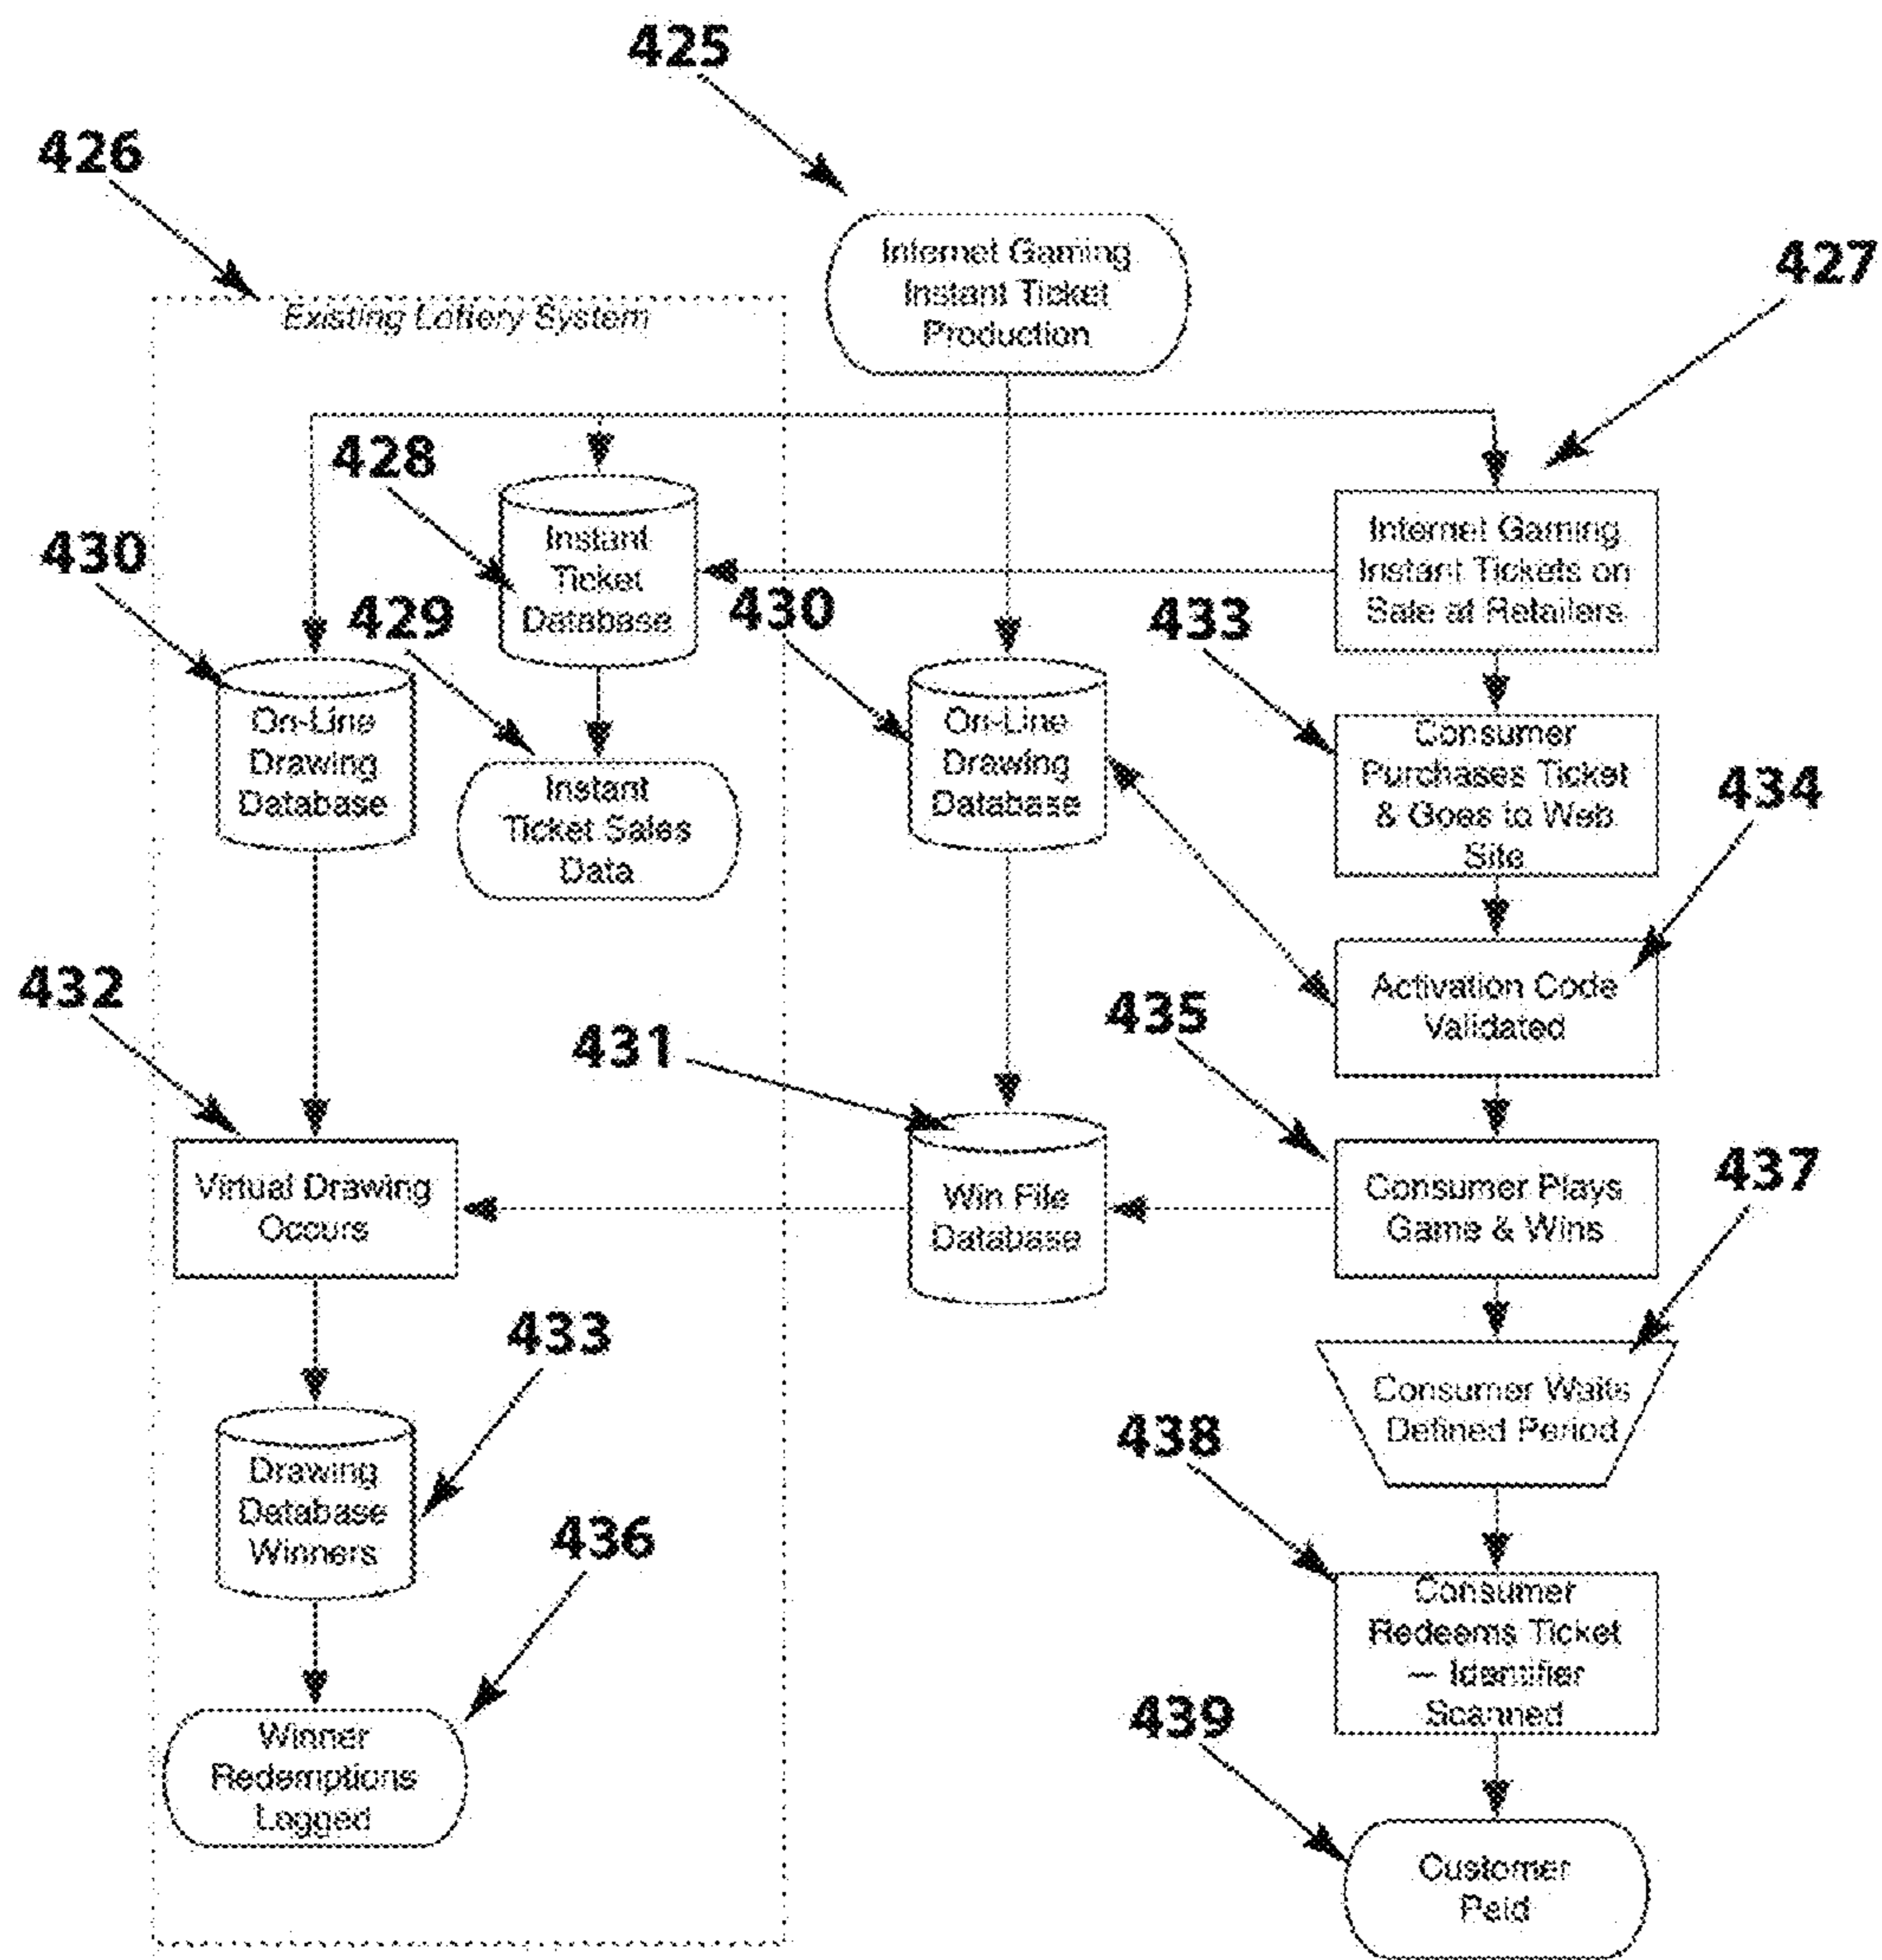 425
426
Internet Gaming
Instant Ticket
Production
427
Existing Lottery System
428
Instant
Ticket
Database
Internet Gaming
Instant Tickets on
Sale at Retailers
430
429
430
433
On-Line
Drawing
Database
Instant
Ticket Sales
Data
On-Line
Drawing
Database
Consumer
Purchases Ticket
& Goes to Web
Site
434
432
431
435
Activation Code
Validated
Virtual Drawing
Occurs
Win File
Database
Consumer Plays
Game & Wins
437
433
Consumer Waits
Defined Period
438
Drawing
Database
Winners
436
Consumer
Redeems Ticket
— Identifier
Scanned
439
Winner
Redemptions
Logged
Customer
Paid